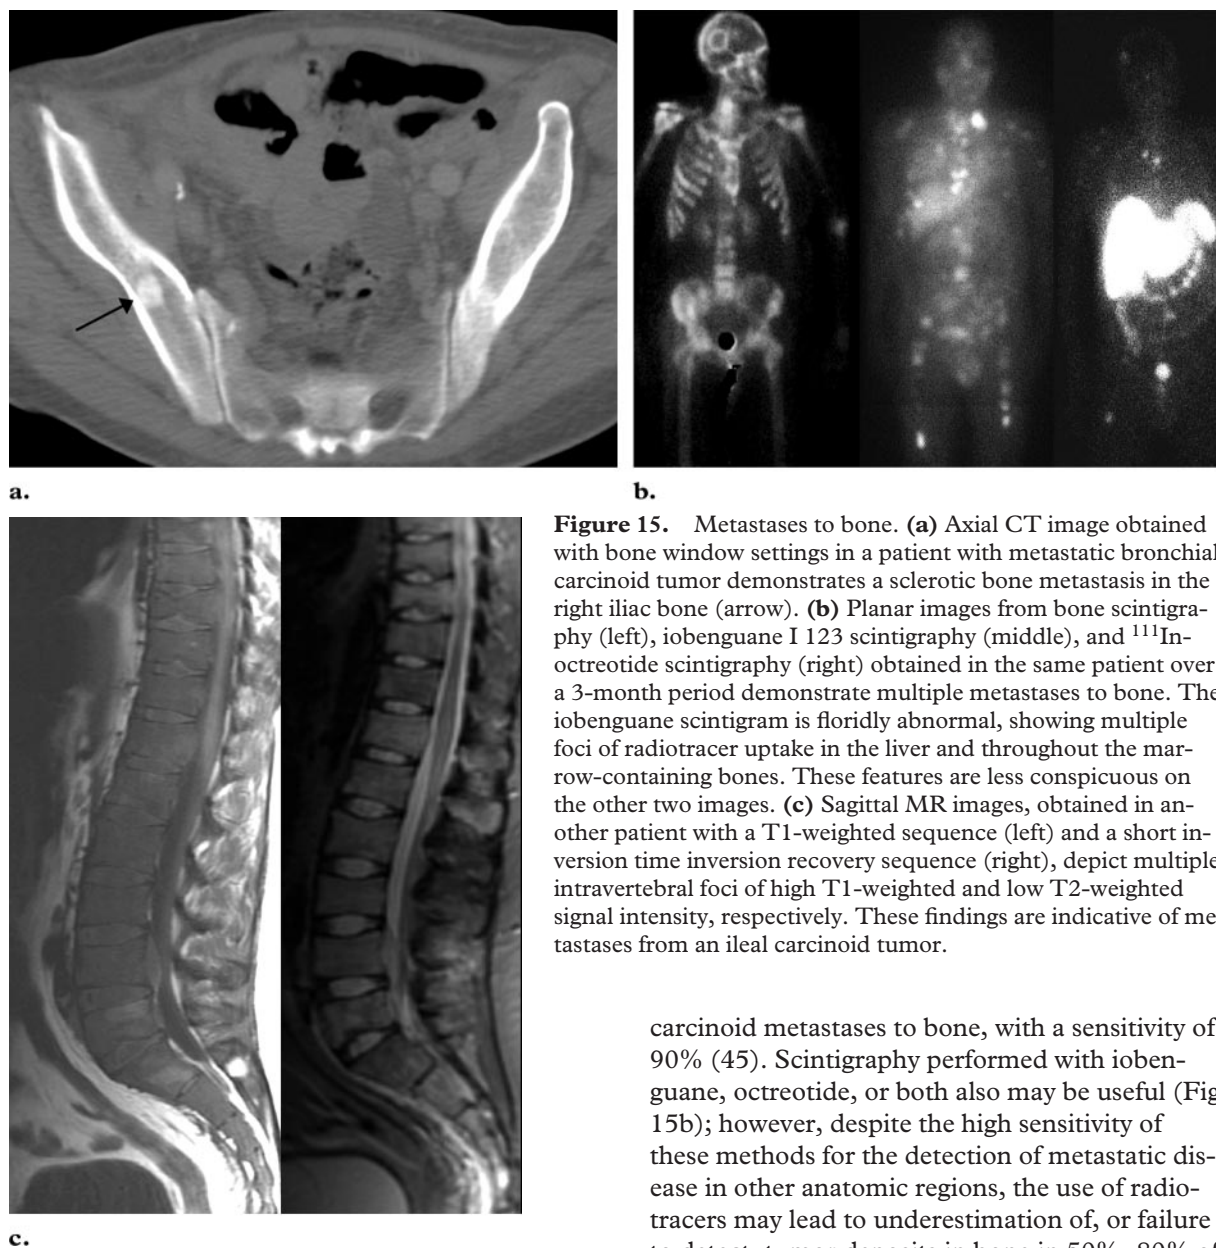 a.
b.
Figure 15. Metastases to bone. (a) Axial CT image obtained
with bone window settings in a patient with metastatic bronchial
carcinoid tumor demonstrates a sclerotic bone metastasis in the
right iliac bone (arrow). (b) Planar images from bone scintigra-
phy (left), iobenguane I 123 scintigraphy (middle), and ¹¹¹In-
octreotide scintigraphy (right) obtained in the same patient over
a 3-month period demonstrate multiple metastases to bone. The
iobenguane scintigram is floridly abnormal, showing multiple
foci of radiotracer uptake in the liver and throughout the mar-
row-containing bones. These features are less conspicuous on
the other two images. (c) Sagittal MR images, obtained in an-
other patient with a T1-weighted sequence (left) and a short in-
version time inversion recovery sequence (right), depict multiple
intravertebral foci of high T1-weighted and low T2-weighted
signal intensity, respectively. These findings are indicative of me-
tastases from an ileal carcinoid tumor.
c.
carcinoid metastases to bone, with a sensitivity of
90% (45). Scintigraphy performed with ioben-
guane, octreotide, or both also may be useful (Fig
15b); however, despite the high sensitivity of
these methods for the detection of metastatic dis-
ease in other anatomic regions, the use of radio-
tracers may lead to underestimation of, or failure
to detect, tumor deposits in bone in 50%–80% of